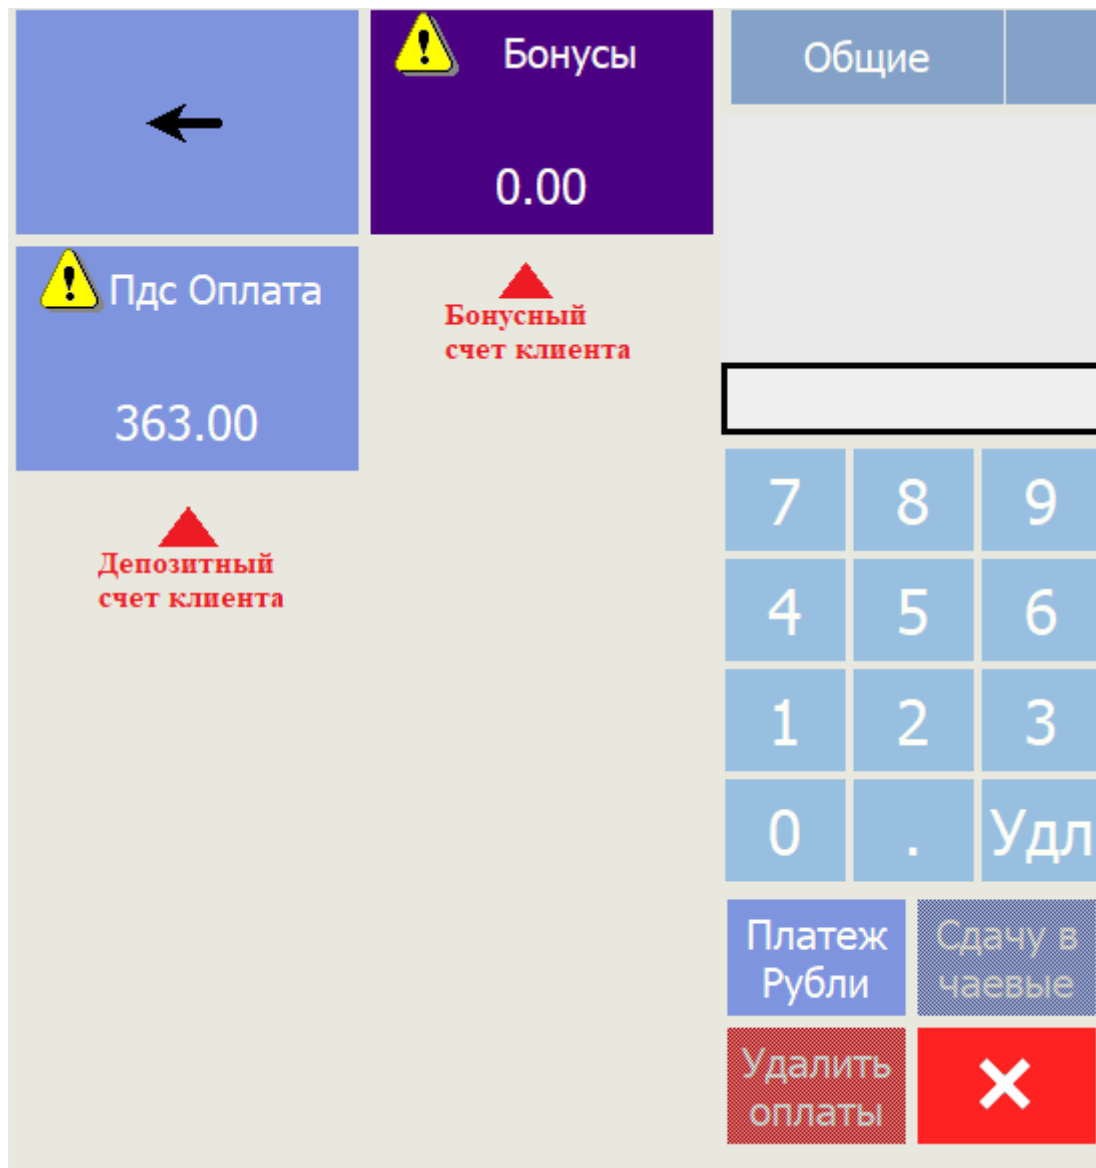 Бонусы
0.00
Общие
Пдс Оплата
363.00
Бонусный
счет клиента
Депозитный
счет клиента
7 8 9
4 5 6
1 2 3
0 . Удл
Платеж
Рубли
Сдачу в
чаевые
Удалить
оплаты